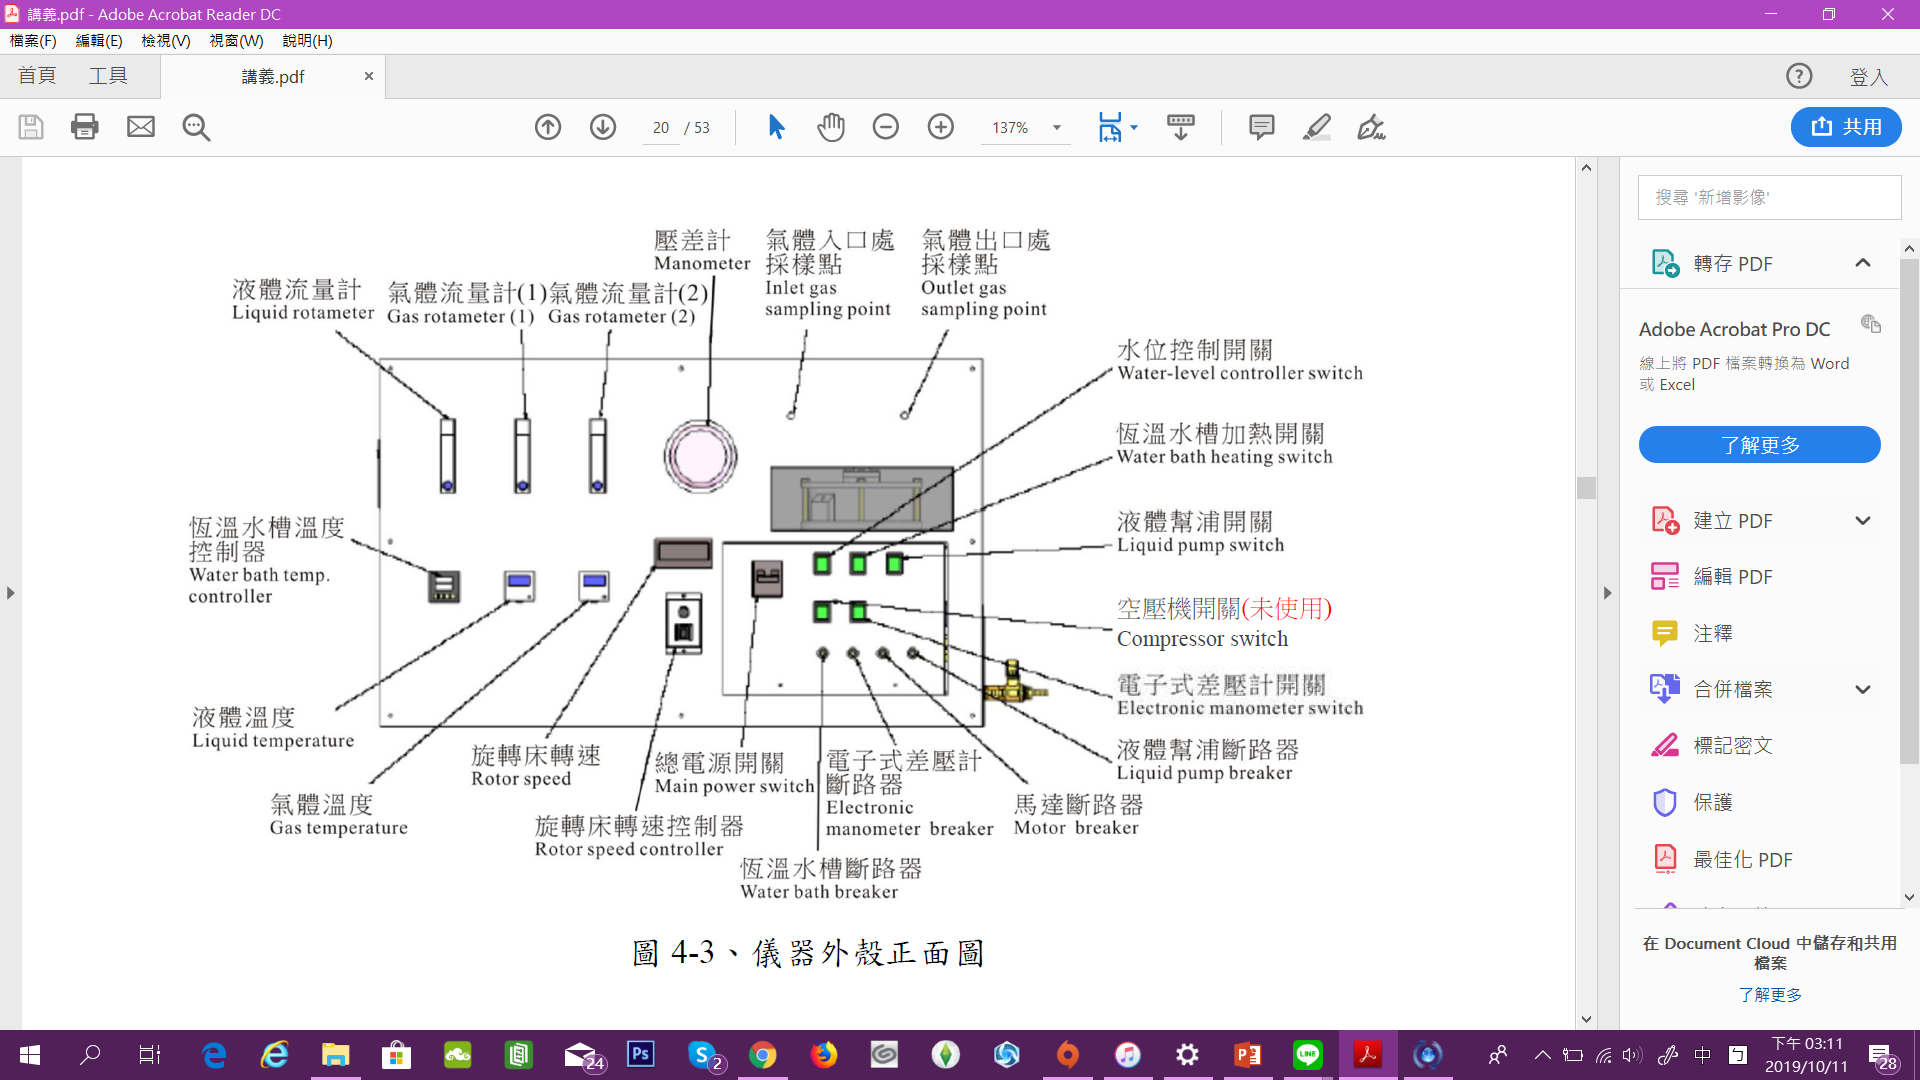 講義.pdf - Adobe Acrobat Reader DC
檔案(F) 編輯(E) 檢視(V) 視窗(W) 說明(H)
首頁 工具 講義.pdf × 登入
20 / 53 137% 共用
壓差計
Manometer
氣體入口處
採樣點
Inlet gas
sampling point
氣體出口處
採樣點
Outlet gas
sampling point
液體流量計
Liquid rotameter
氣體流量計(1)
Gas rotameter (1)
氣體流量計(2)
Gas rotameter (2)
水位控制開關
Water-level controller switch
恆溫水槽加熱開關
Water bath heating switch
液體幫浦開關
Liquid pump switch
空壓機開關(未使用)
Compressor switch
電子式差壓計開關
Electronic manometer switch
液體幫浦斷路器
Liquid pump breaker
恆溫水槽溫度
控制器
Water bath temp.
controller
液體溫度
Liquid temperature
氣體溫度
Gas temperature
旋轉床轉速
Rotor speed
旋轉床轉速控制器
Rotor speed controller
總電源開關
Main power switch
電子式差壓計
斷路器
Electronic
manometer breaker
馬達斷路器
Motor breaker
恆溫水槽斷路器
Water bath breaker
圖 4-3、儀器外殼正面圖
搜尋 '新增影像'
轉存 PDF
Adobe Acrobat Pro DC
線上將 PDF 檔案轉換為 Word
或 Excel
了解更多
建立 PDF
編輯 PDF
注釋
合併檔案
標記密文
保護
最佳化 PDF
在 Document Cloud 中儲存和共用
檔案
了解更多
24
Ps
2
LINE
中
下午 03:11
2019/10/11
28